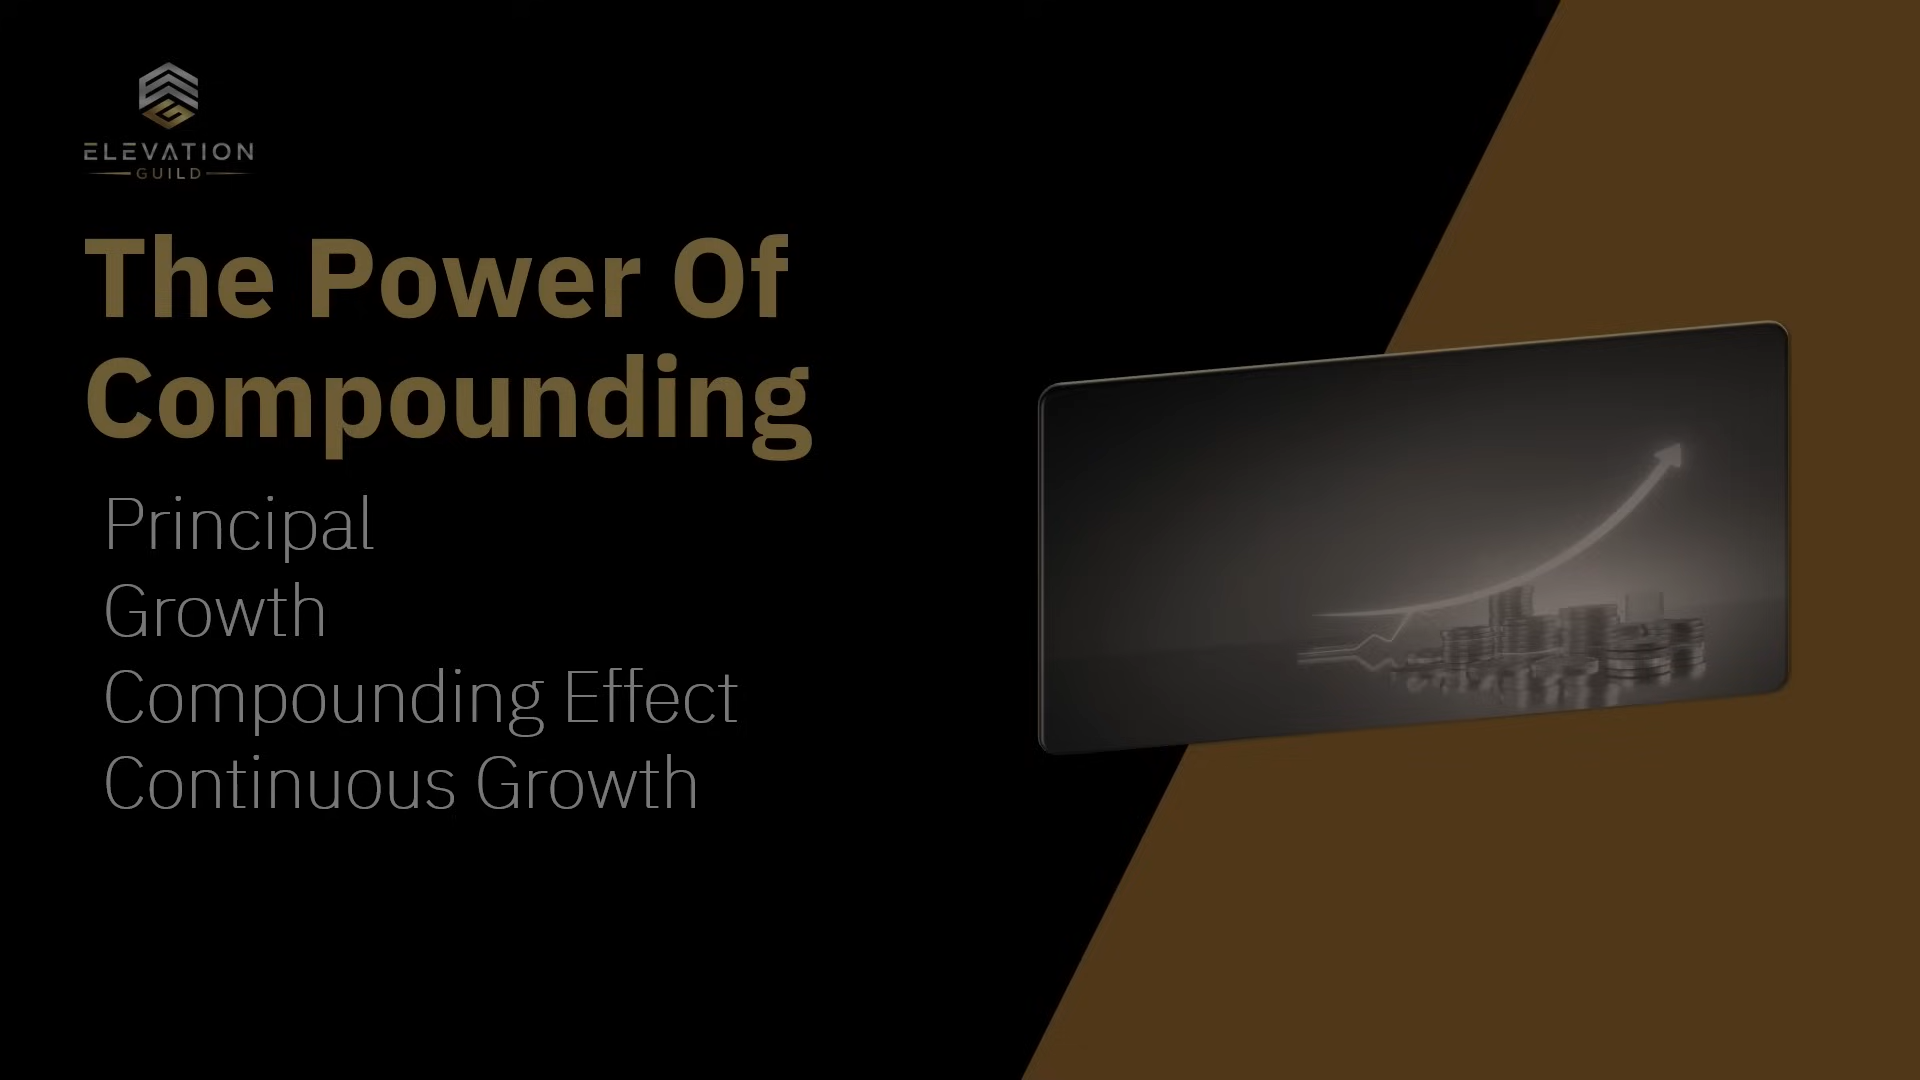 ELEVATION
GUILD
The Power Of
Compounding
Principal
Growth
Compounding Effect
Continuous Growth